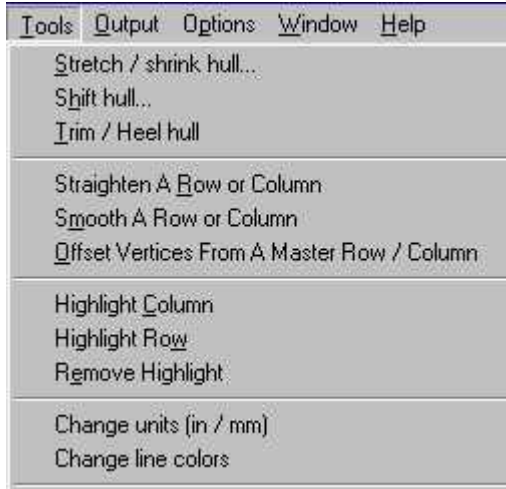 Tools Output Options Window Help
Stretch / shrink hull...
Shift hull...
Trim / Heel hull
Straighten A Row or Column
Smooth A Row or Column
Offset Vertices From A Master Row / Column
Highlight Column
Highlight Row
Remove Highlight
Change units (in / mm)
Change line colors